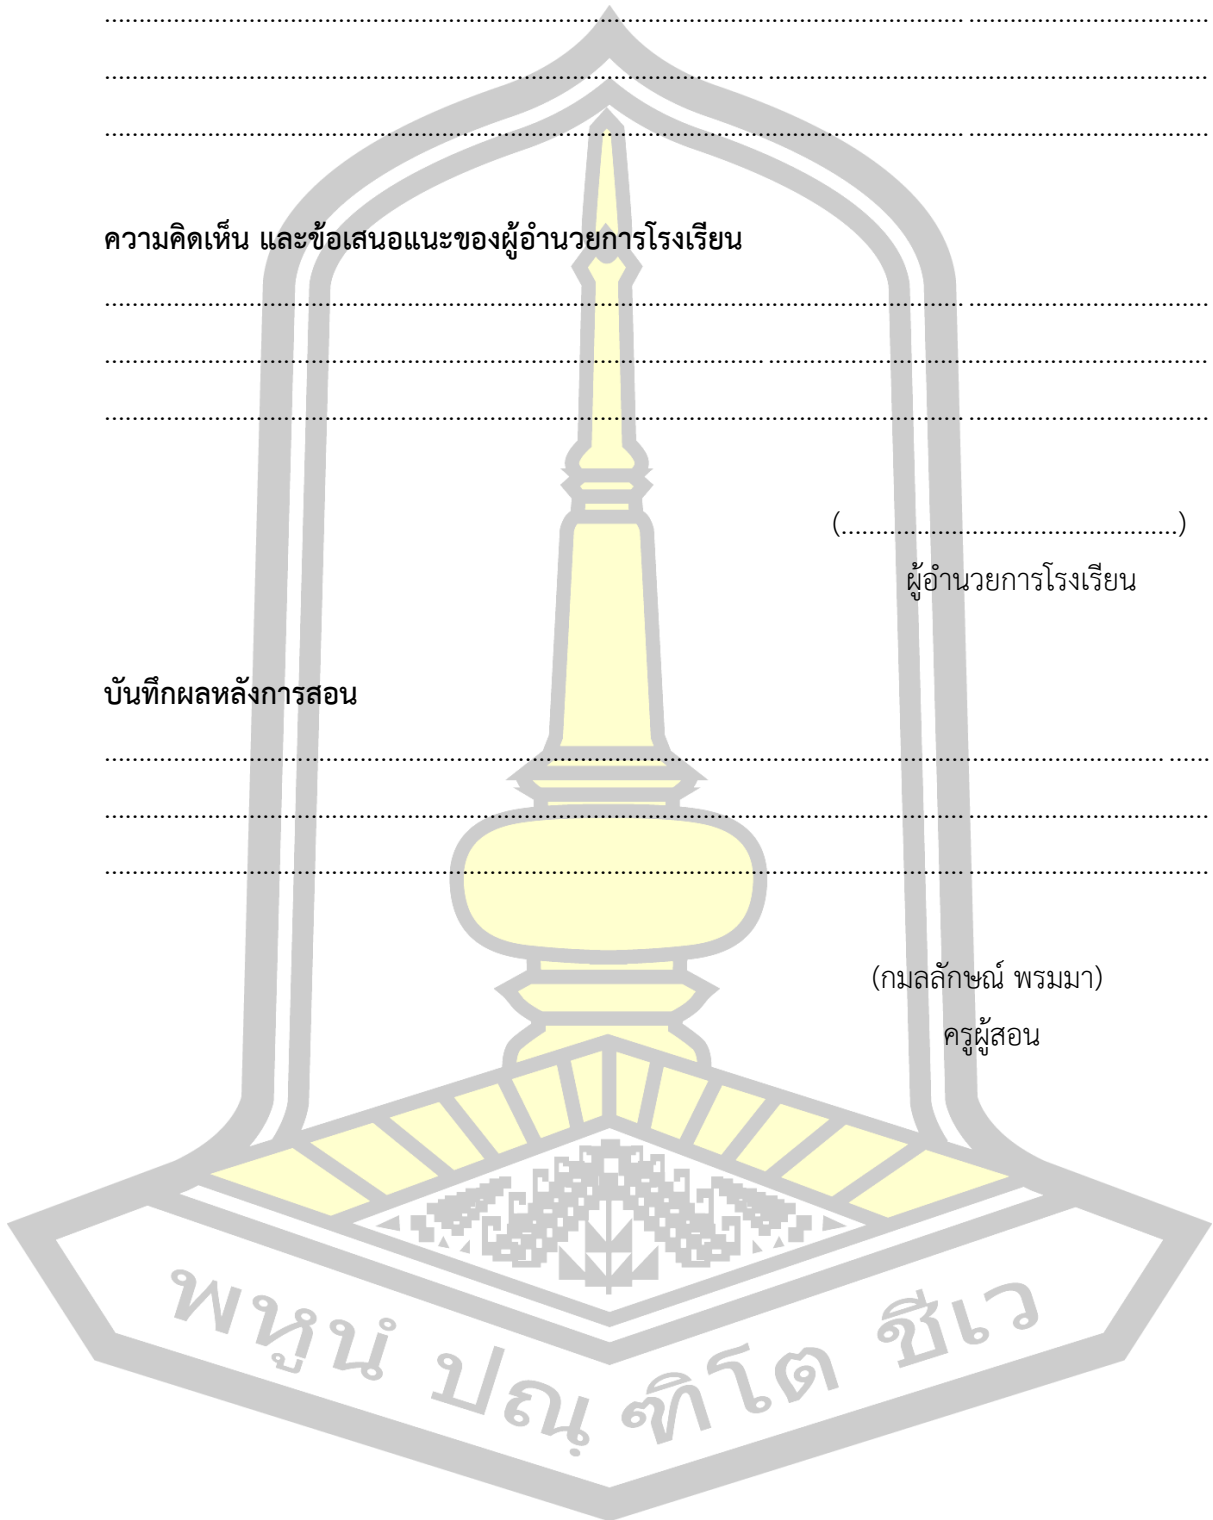 ........................................................................................................................................................
........................................................................................................................................................
........................................................................................................................................................
ความคิดเห็น และข้อเสนอแนะของผู้อำนวยการโรงเรียน
........................................................................................................................................................
........................................................................................................................................................
........................................................................................................................................................
(.................................................)
ผู้อำนวยการโรงเรียน
บันทึกผลหลังการสอน
........................................................................................................................................................
........................................................................................................................................................
........................................................................................................................................................
(กมลลักษณ์ พรมมา)
ครูผู้สอน
พหูนํ ปณฺฑิโต ชีเว